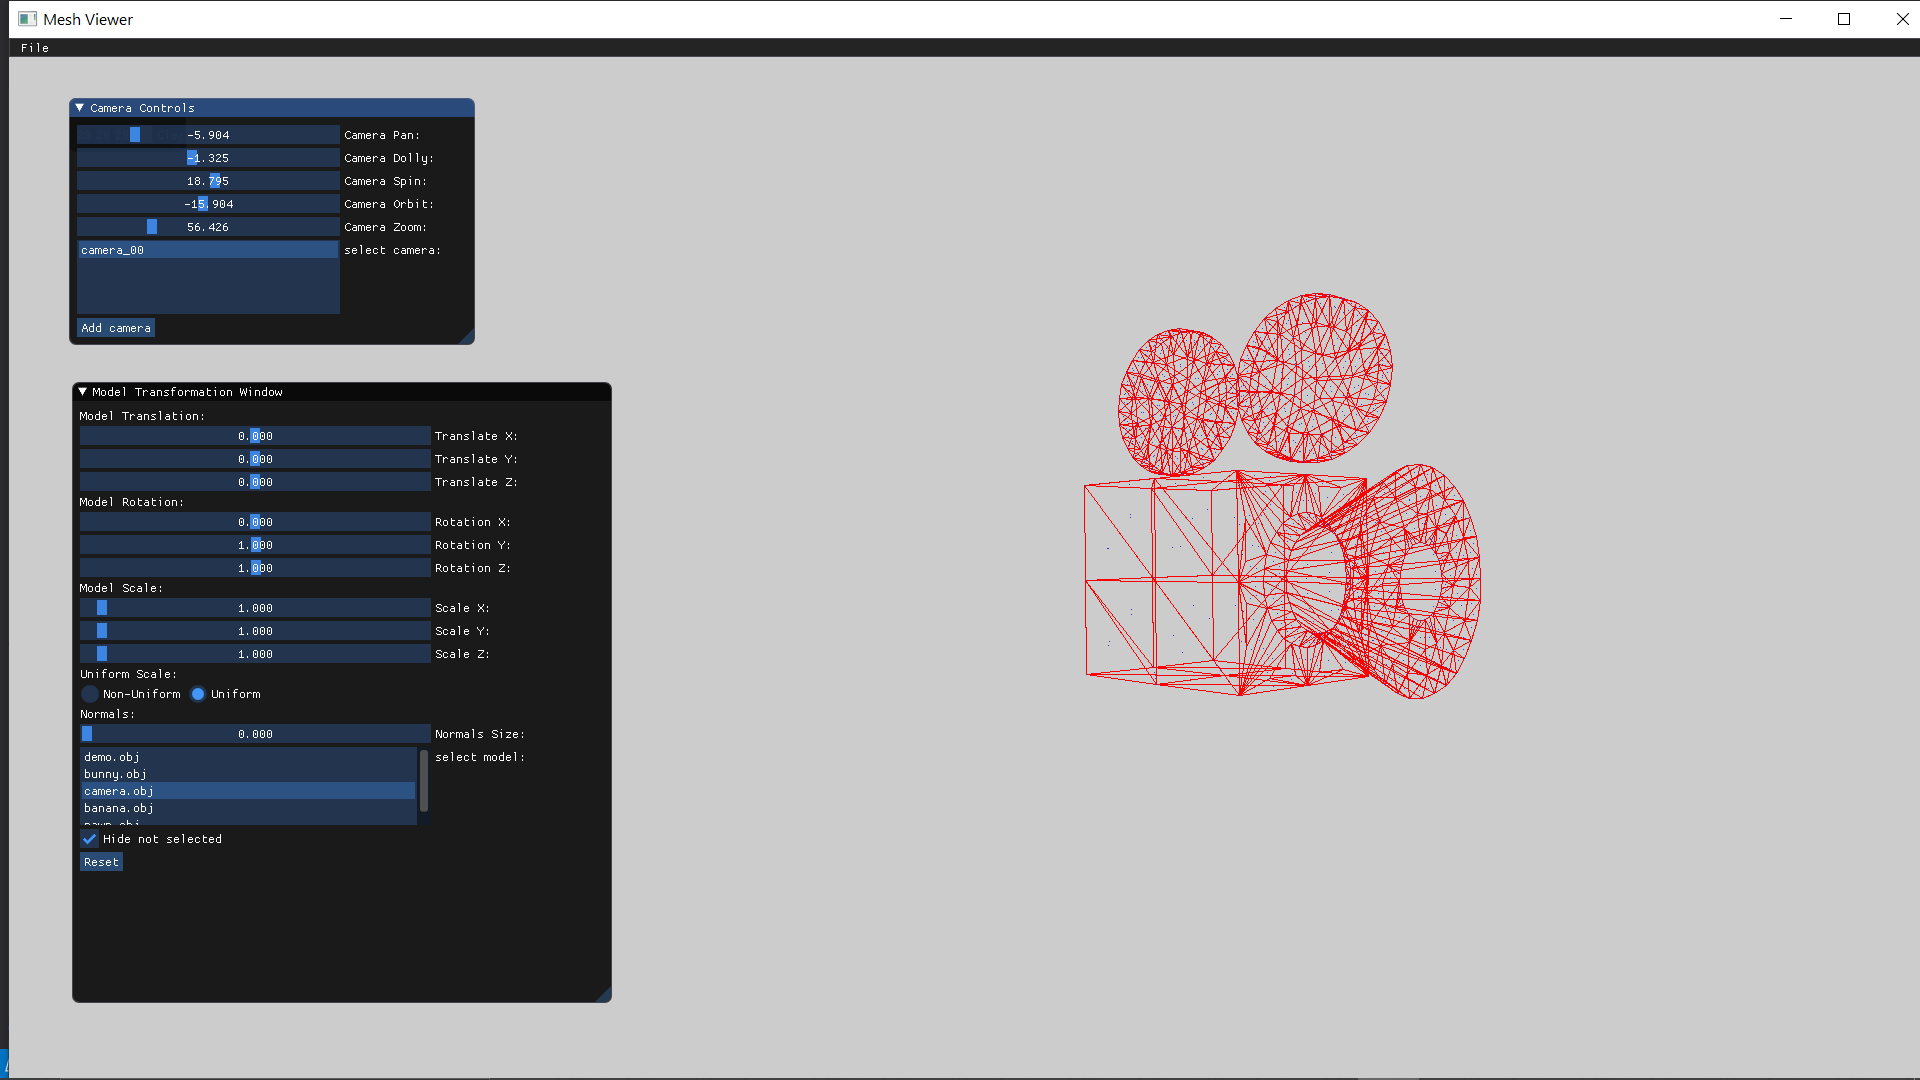 Mesh Viewer
File
Camera Controls
-5.904 Camera Pan:
-1.325 Camera Dolly:
18.795 Camera Spin:
-15.904 Camera Orbit:
56.426 Camera Zoom:
camera_00 select camera:
Add camera
Model Transformation Window
Model Translation:
0.000 Translate X:
0.000 Translate Y:
0.000 Translate Z:
Model Rotation:
0.000 Rotation X:
1.000 Rotation Y:
1.000 Rotation Z:
Model Scale:
1.000 Scale X:
1.000 Scale Y:
1.000 Scale Z:
Uniform Scale:
Non-Uniform Uniform
Normals:
0.000 Normals Size:
demo.obj select model:
bunny.obj
camera.obj
banana.obj
Hide not selected
Reset